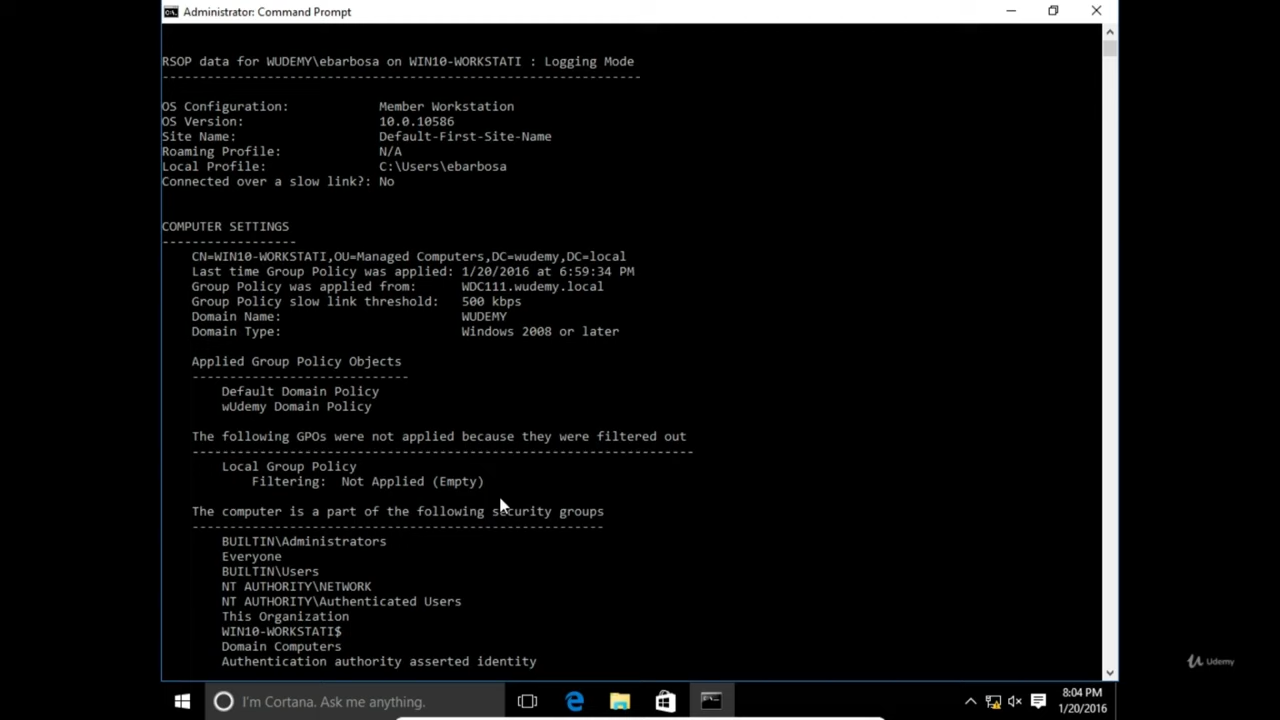 Administrator: Command Prompt
RSOP data for WUDEMY\ebarbosa on WIN10-WORKSTATI : Logging Mode
---------------------------------------------------------------
OS Configuration: Member Workstation
OS Version: 10.0.10586
Site Name: Default-First-Site-Name
Roaming Profile: N/A
Local Profile: C:\Users\ebarbosa
Connected over a slow link?: No
COMPUTER SETTINGS
------------------
CN=WIN10-WORKSTATI,OU=Managed Computers,DC=wudemy,DC=local
Last time Group Policy was applied: 1/20/2016 at 6:59:34 PM
Group Policy was applied from: WDC111.wudemy.local
Group Policy slow link threshold: 500 kbps
Domain Name: WUDEMY
Domain Type: Windows 2008 or later
Applied Group Policy Objects
-----------------------------
Default Domain Policy
wUdemy Domain Policy
The following GPOs were not applied because they were filtered out
-------------------------------------------------------------------
Local Group Policy
Filtering: Not Applied (Empty)
The computer is a part of the following security groups
-------------------------------------------------------
BUILTIN\Administrators
Everyone
BUILTIN\Users
NT AUTHORITY\NETWORK
NT AUTHORITY\Authenticated Users
This Organization
WIN10-WORKSTATI$
Domain Computers
Authentication authority asserted identity
Udemy
I'm Cortana. Ask me anything.
8:04 PM
1/20/2016